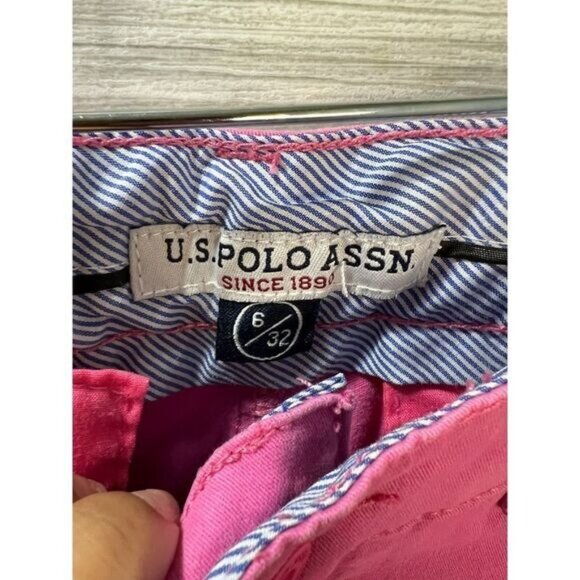 U.S. POLO ASSN.
SINCE 1890
6/32